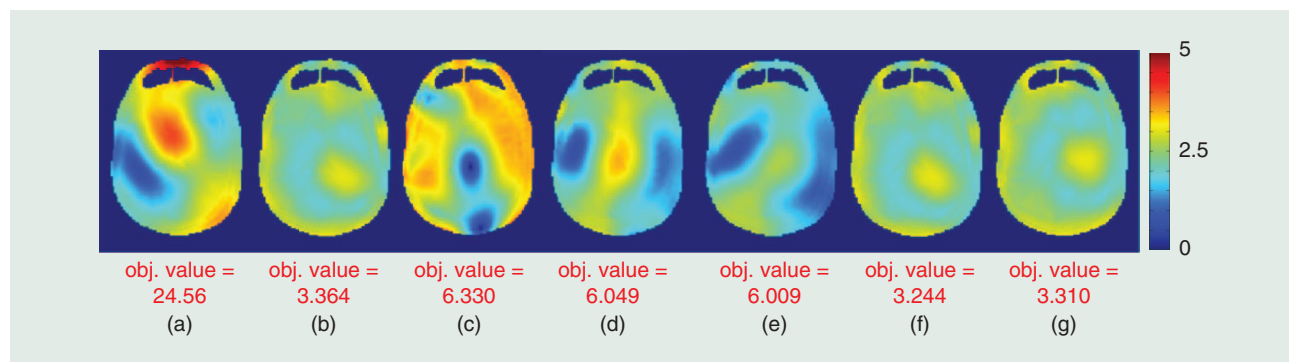 5
2.5
0
obj. value = obj. value = obj. value = obj. value = obj. value = obj. value = obj. value =
24.56 3.364 6.330 6.049 6.009 3.244 3.310
(a) (b) (c) (d) (e) (f) (g)